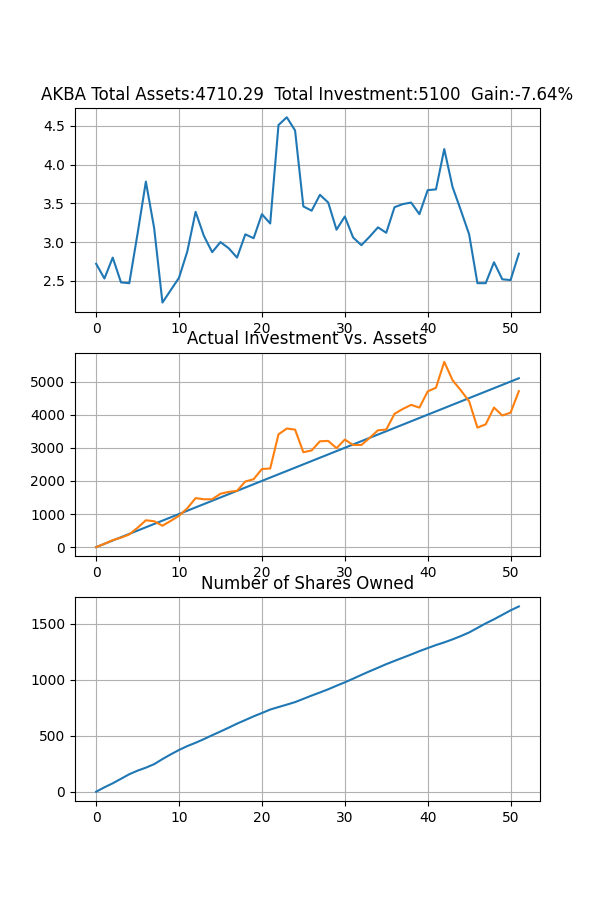 AKBA Total Assets:4710.29  Total Investment:5100  Gain:-7.64%
4.5
4.0
3.5
3.0
2.5
0 10 20 30 40 50
Actual Investment vs. Assets
5000
4000
3000
2000
1000
0
0 10 20 30 40 50
Number of Shares Owned
1500
1000
500
0
0 10 20 30 40 50